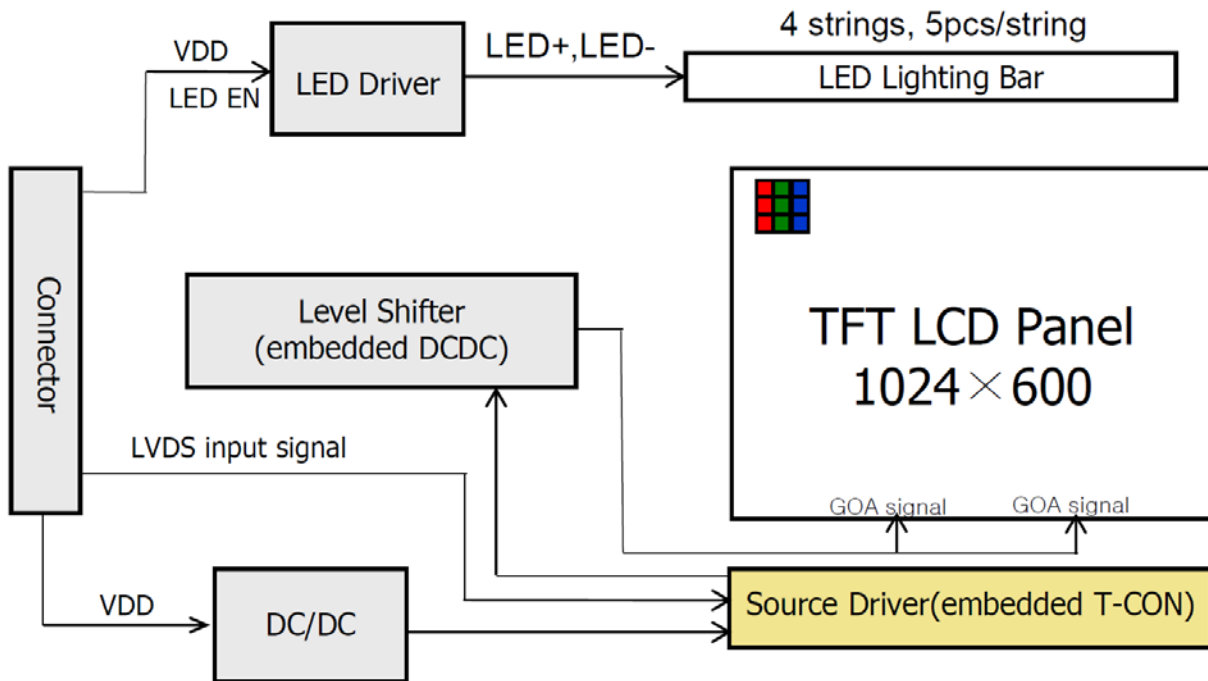 4 strings, 5pcs/string
VDD
LED EN
LED Driver
LED+,LED-
LED Lighting Bar
Connector
Level Shifter
(embedded DCDC)
TFT LCD Panel
1024×600
LVDS input signal
GOA signal
GOA signal
VDD
DC/DC
Source Driver(embedded T-CON)